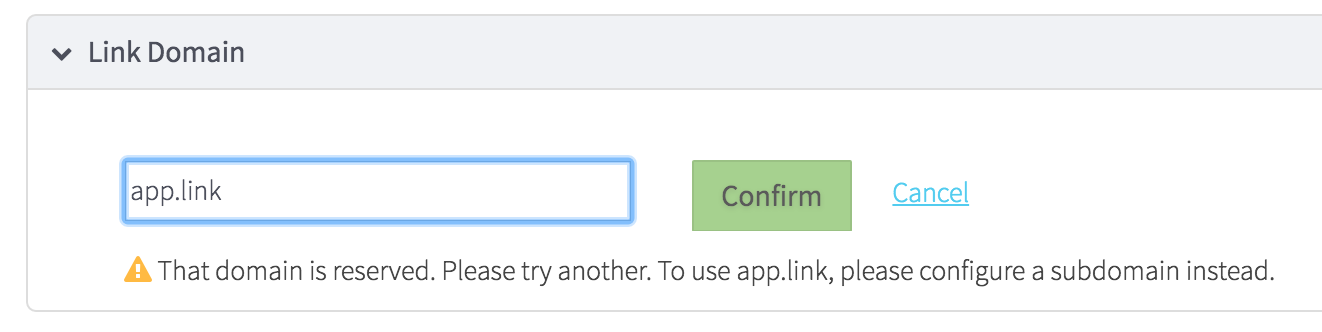 Link Domain
app.link
Confirm
Cancel
That domain is reserved. Please try another. To use app.link, please configure a subdomain instead.